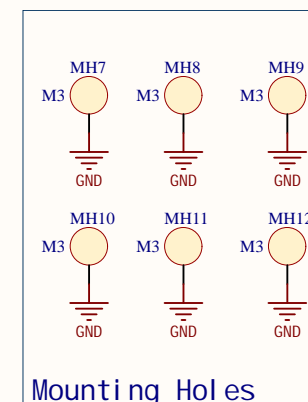 MH7 MH8 MH9
M3 M3 M3
GND GND GND
MH10 MH11 MH12
M3 M3 M3
GND GND GND
Mounting Holes